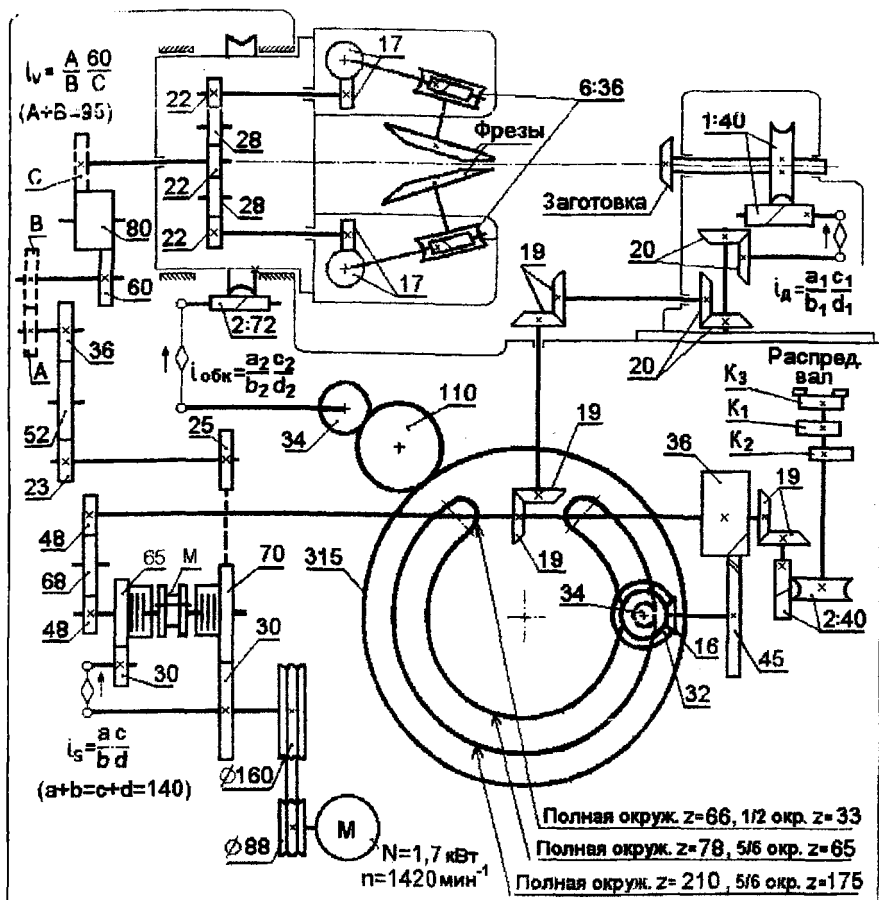 i_v = A/B 60/C
(A+B=95)
17
22
6:36
28
Фрезы
1:40
C
22
Заготовка
28
B
80
22
20
17
60
19
2:72
i_д = a₁/b₁ c₁/d₁
20
36
A
i_обк = a₂/b₂ c₂/d₂
Распред.
вал
K₃
110
K₁
34
25
K₂
52
19
36
19
23
48
19
65
M
70
315
68
34
2:40
48
16
45
30
30
32
i_s = a/b c/d
(a+b=c+d=140)
Ø160
Ø88
M
N=1,7 кВт
n=1420 мин⁻¹
Полная окруж. z=66, 1/2 окр. z=33
Полная окруж. z=78, 5/6 окр. z=65
Полная окруж. z=210, 5/6 окр. z=175